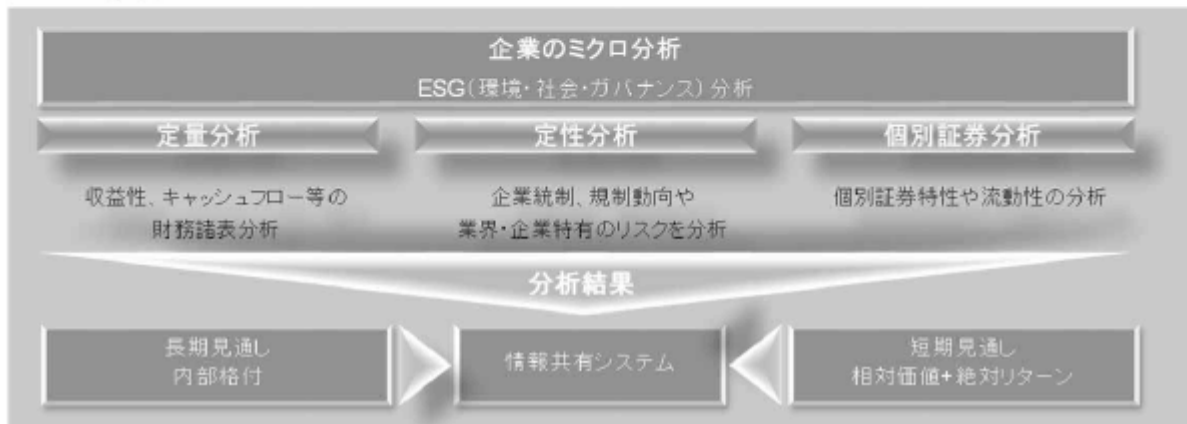 企業のミクロ分析
ESG(環境・社会・ガバナンス)分析
定量分析
収益性、キャッシュフロー等の
財務諸表分析
定性分析
企業統制、規制動向や
業界・企業特有のリスクを分析
個別証券分析
個別証券特性や流動性の分析
分析結果
長期見通し
内部格付
情報共有システム
短期見通し
相対価値+絶対リターン